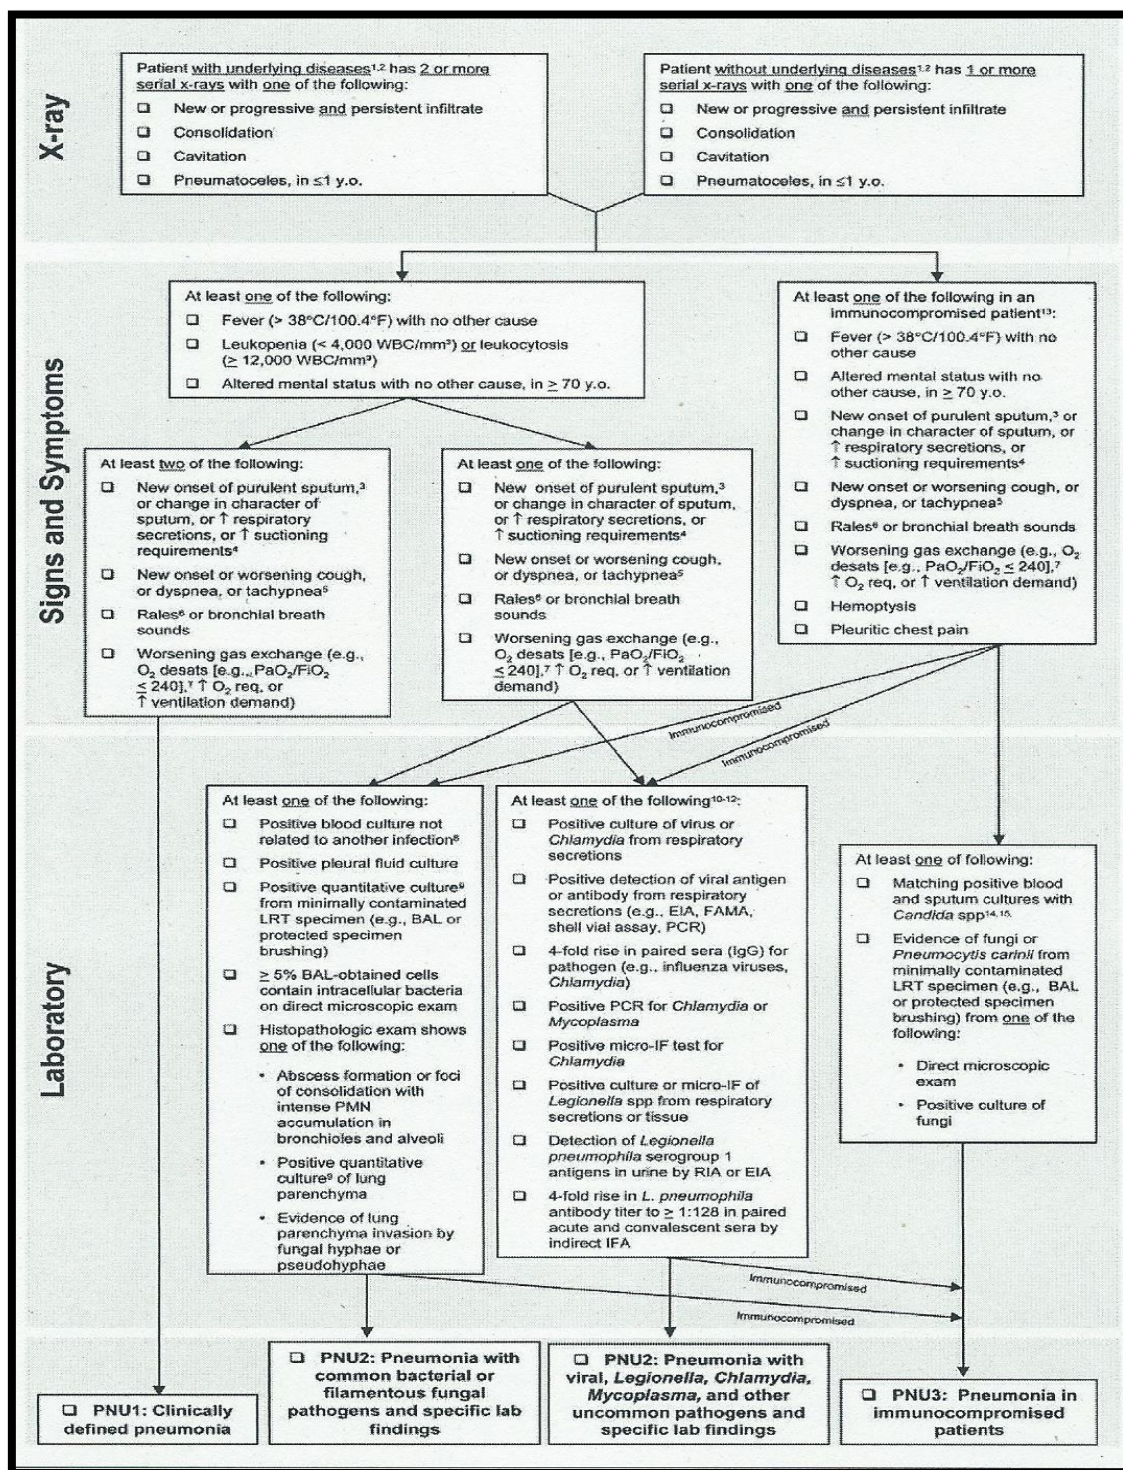 X-ray
Patient with underlying diseases¹·² has 2 or more
serial x-rays with one of the following:
❑ New or progressive and persistent infiltrate
❑ Consolidation
❑ Cavitation
❑ Pneumatoceles, in ≤1 y.o.
Patient without underlying diseases¹·² has 1 or more
serial x-rays with one of the following:
❑ New or progressive and persistent infiltrate
❑ Consolidation
❑ Cavitation
❑ Pneumatoceles, in ≤1 y.o.
Signs and Symptoms
At least one of the following:
❑ Fever (> 38°C/100.4°F) with no other cause
❑ Leukopenia (< 4,000 WBC/mm³) or leukocytosis
(≥ 12,000 WBC/mm³)
❑ Altered mental status with no other cause, in ≥ 70 y.o.
At least one of the following in an
immunocompromised patient¹³:
❑ Fever (> 38°C/100.4°F) with no
other cause
❑ Altered mental status with no
other cause, in ≥ 70 y.o.
❑ New onset of purulent sputum,³ or
change in character of sputum, or
↑ respiratory secretions, or
↑ suctioning requirements⁴
❑ New onset or worsening cough, or
dyspnea, or tachypnea⁵
❑ Rales⁶ or bronchial breath sounds
❑ Worsening gas exchange (e.g., O₂
desats [e.g., PaO₂/FiO₂ ≤ 240],⁷
↑ O₂ req, or ↑ ventilation demand)
❑ Hemoptysis
❑ Pleuritic chest pain
At least two of the following:
❑ New onset of purulent sputum,³
or change in character of
sputum, or ↑ respiratory
secretions, or ↑ suctioning
requirements⁴
❑ New onset or worsening cough,
or dyspnea, or tachypnea⁵
❑ Rales⁶ or bronchial breath
sounds
❑ Worsening gas exchange (e.g.,
O₂ desats [e.g., PaO₂/FiO₂
≤ 240],⁷ ↑ O₂ req, or
↑ ventilation demand)
At least one of the following:
❑ New onset of purulent sputum,³
or change in character of sputum,
or ↑ respiratory secretions, or
↑ suctioning requirements⁴
❑ New onset or worsening cough,
or dyspnea, or tachypnea⁵
❑ Rales⁶ or bronchial breath
sounds
❑ Worsening gas exchange (e.g.,
O₂ desats [e.g., PaO₂/FiO₂
≤ 240],⁷ ↑ O₂ req, or ↑ ventilation
demand)
Immunocompromised
Immunocompromised
Laboratory
At least one of the following:
❑ Positive blood culture not
related to another infection⁸
❑ Positive pleural fluid culture
❑ Positive quantitative culture⁹
from minimally contaminated
LRT specimen (e.g., BAL or
protected specimen
brushing)
❑ ≥ 5% BAL-obtained cells
contain intracellular bacteria
on direct microscopic exam
❑ Histopathologic exam shows
one of the following:
• Abscess formation or foci
of consolidation with
intense PMN
accumulation in
bronchioles and alveoli
• Positive quantitative
culture⁹ of lung
parenchyma
• Evidence of lung
parenchyma invasion by
fungal hyphae or
pseudohyphae
At least one of the following¹⁰⁻¹²:
❑ Positive culture of virus or
Chlamydia from respiratory
secretions
❑ Positive detection of viral antigen
or antibody from respiratory
secretions (e.g., EIA, FAMA,
shell vial assay, PCR)
❑ 4-fold rise in paired sera (IgG) for
pathogen (e.g., influenza viruses,
Chlamydia)
❑ Positive PCR for Chlamydia or
Mycoplasma
❑ Positive micro-IF test for
Chlamydia
❑ Positive culture or micro-IF of
Legionella spp from respiratory
secretions or tissue
❑ Detection of Legionella
pneumophila serogroup 1
antigens in urine by RIA or EIA
❑ 4-fold rise in L. pneumophila
antibody titer to ≥ 1:128 in paired
acute and convalescent sera by
indirect IFA
At least one of following:
❑ Matching positive blood
and sputum cultures with
Candida spp¹⁴·¹⁵
❑ Evidence of fungi or
Pneumocytis carinii from
minimally contaminated
LRT specimen (e.g., BAL
or protected specimen
brushing) from one of the
following:
• Direct microscopic
exam
• Positive culture of
fungi
Immunocompromised
Immunocompromised
❑ PNU1: Clinically
defined pneumonia
❑ PNU2: Pneumonia with
common bacterial or
filamentous fungal
pathogens and specific lab
findings
❑ PNU2: Pneumonia with
viral, Legionella, Chlamydia,
Mycoplasma, and other
uncommon pathogens and
specific lab findings
❑ PNU3: Pneumonia in
immunocompromised
patients